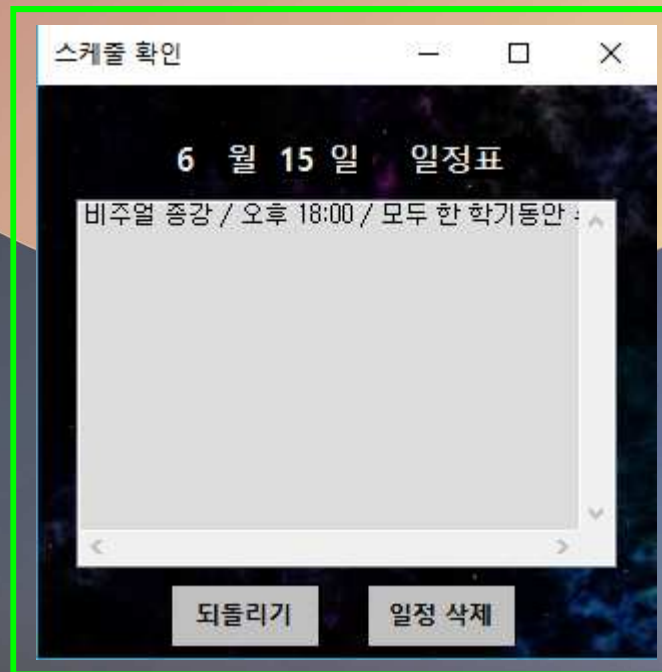 스케줄 확인
6 월 15 일 일정표
비주얼 종강 / 오후 18:00 / 모두 한 학기동안
되돌리기 일정 삭제